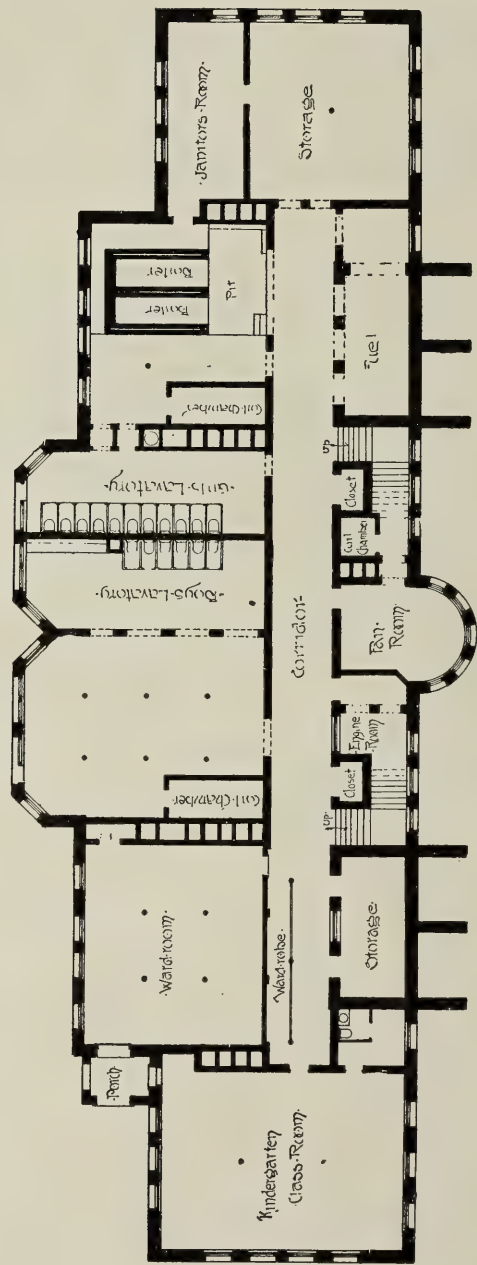 ·Porch·
Kindergarten
Class·Room·
·Ward·room·
·Wardrobe·
·Storage·
Coil·Chamber
Up
Closet
·Engine·
Room
·Boys·Lavatory·
·Girls·Lavatory·
·Corridor·
Fan·
Room
Coil
Chamber
Closet
Up
Coil·Chamber
Boiler
Boiler
Pit
Fuel
·Janitors·Room·
Storage